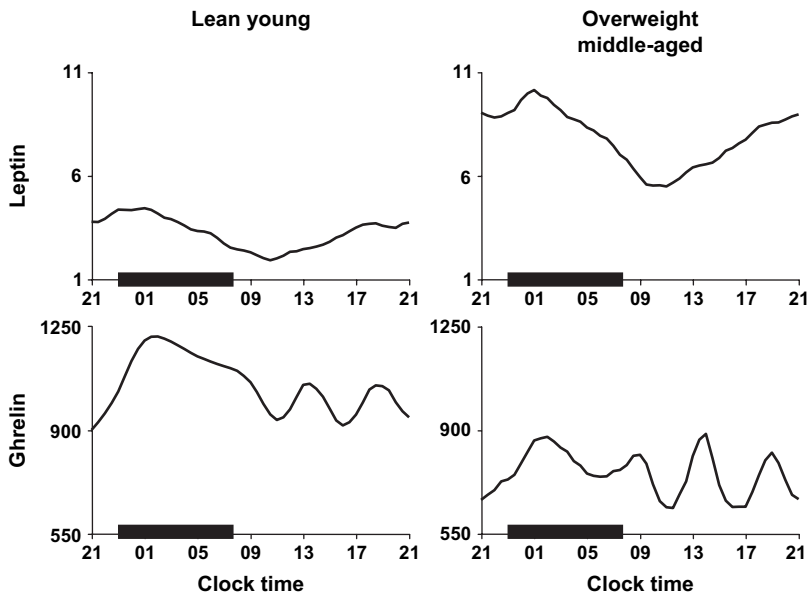 Lean young
Overweight
middle-aged
Leptin
11
6
1
21 01 05 09 13 17 21
11
6
1
21 01 05 09 13 17 21
Ghrelin
1250
900
550
21 01 05 09 13 17 21
Clock time
1250
900
550
21 01 05 09 13 17 21
Clock time